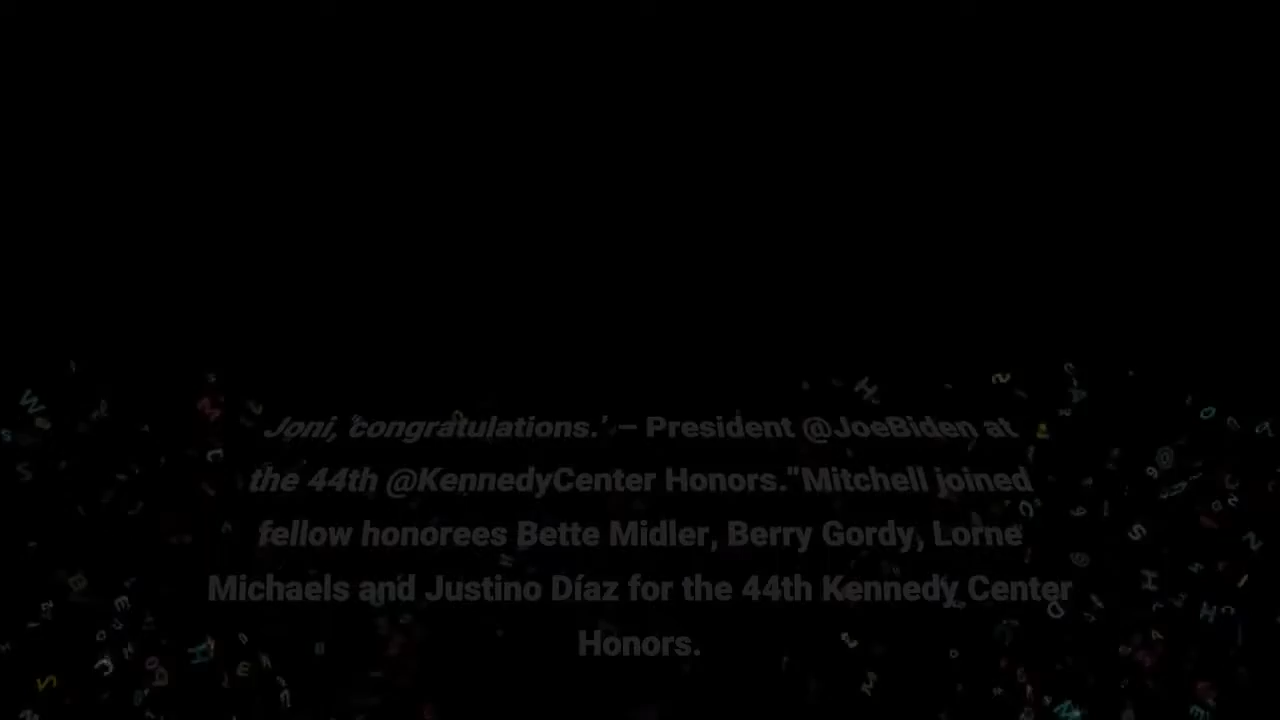 Joni, 'congratulations.' – President @JoeBiden at
the 44th @KennedyCenter Honors."Mitchell joined
fellow honorees Bette Midler, Berry Gordy, Lorne
Michaels and Justino Díaz for the 44th Kennedy Center
Honors.